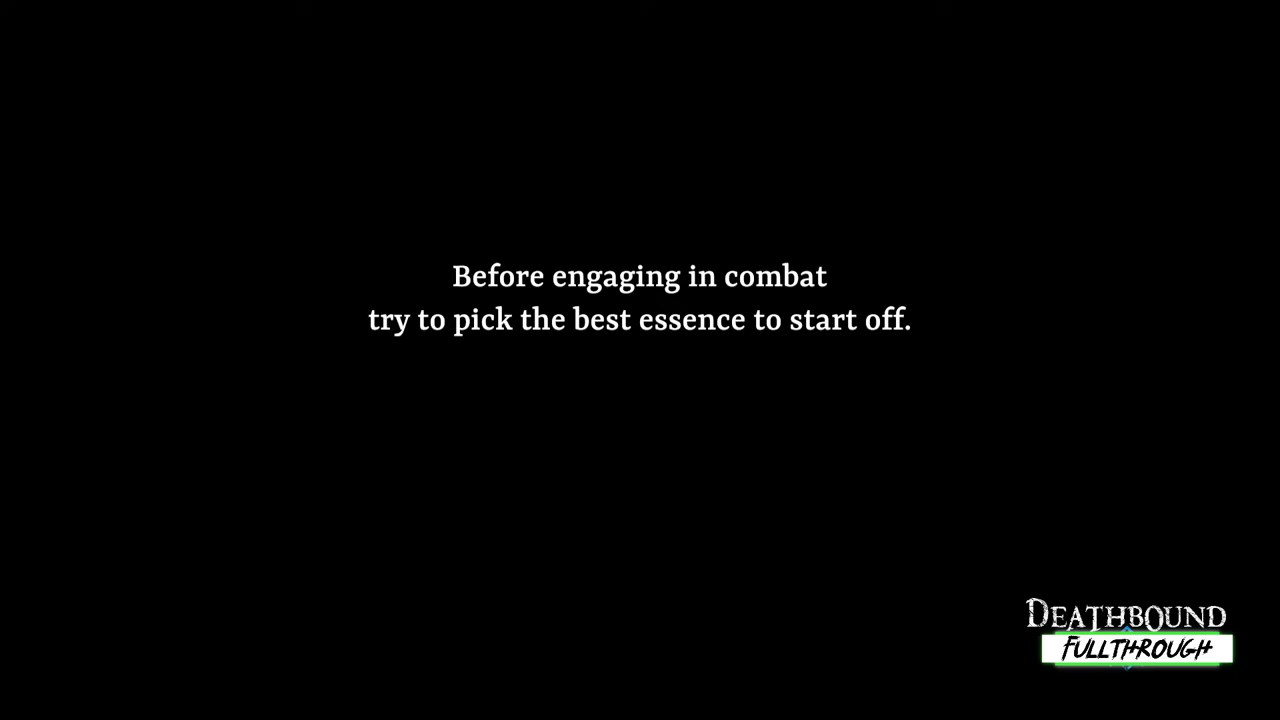 Before engaging in combat
try to pick the best essence to start off.
DEATHBOUND
FULLTHROUGH